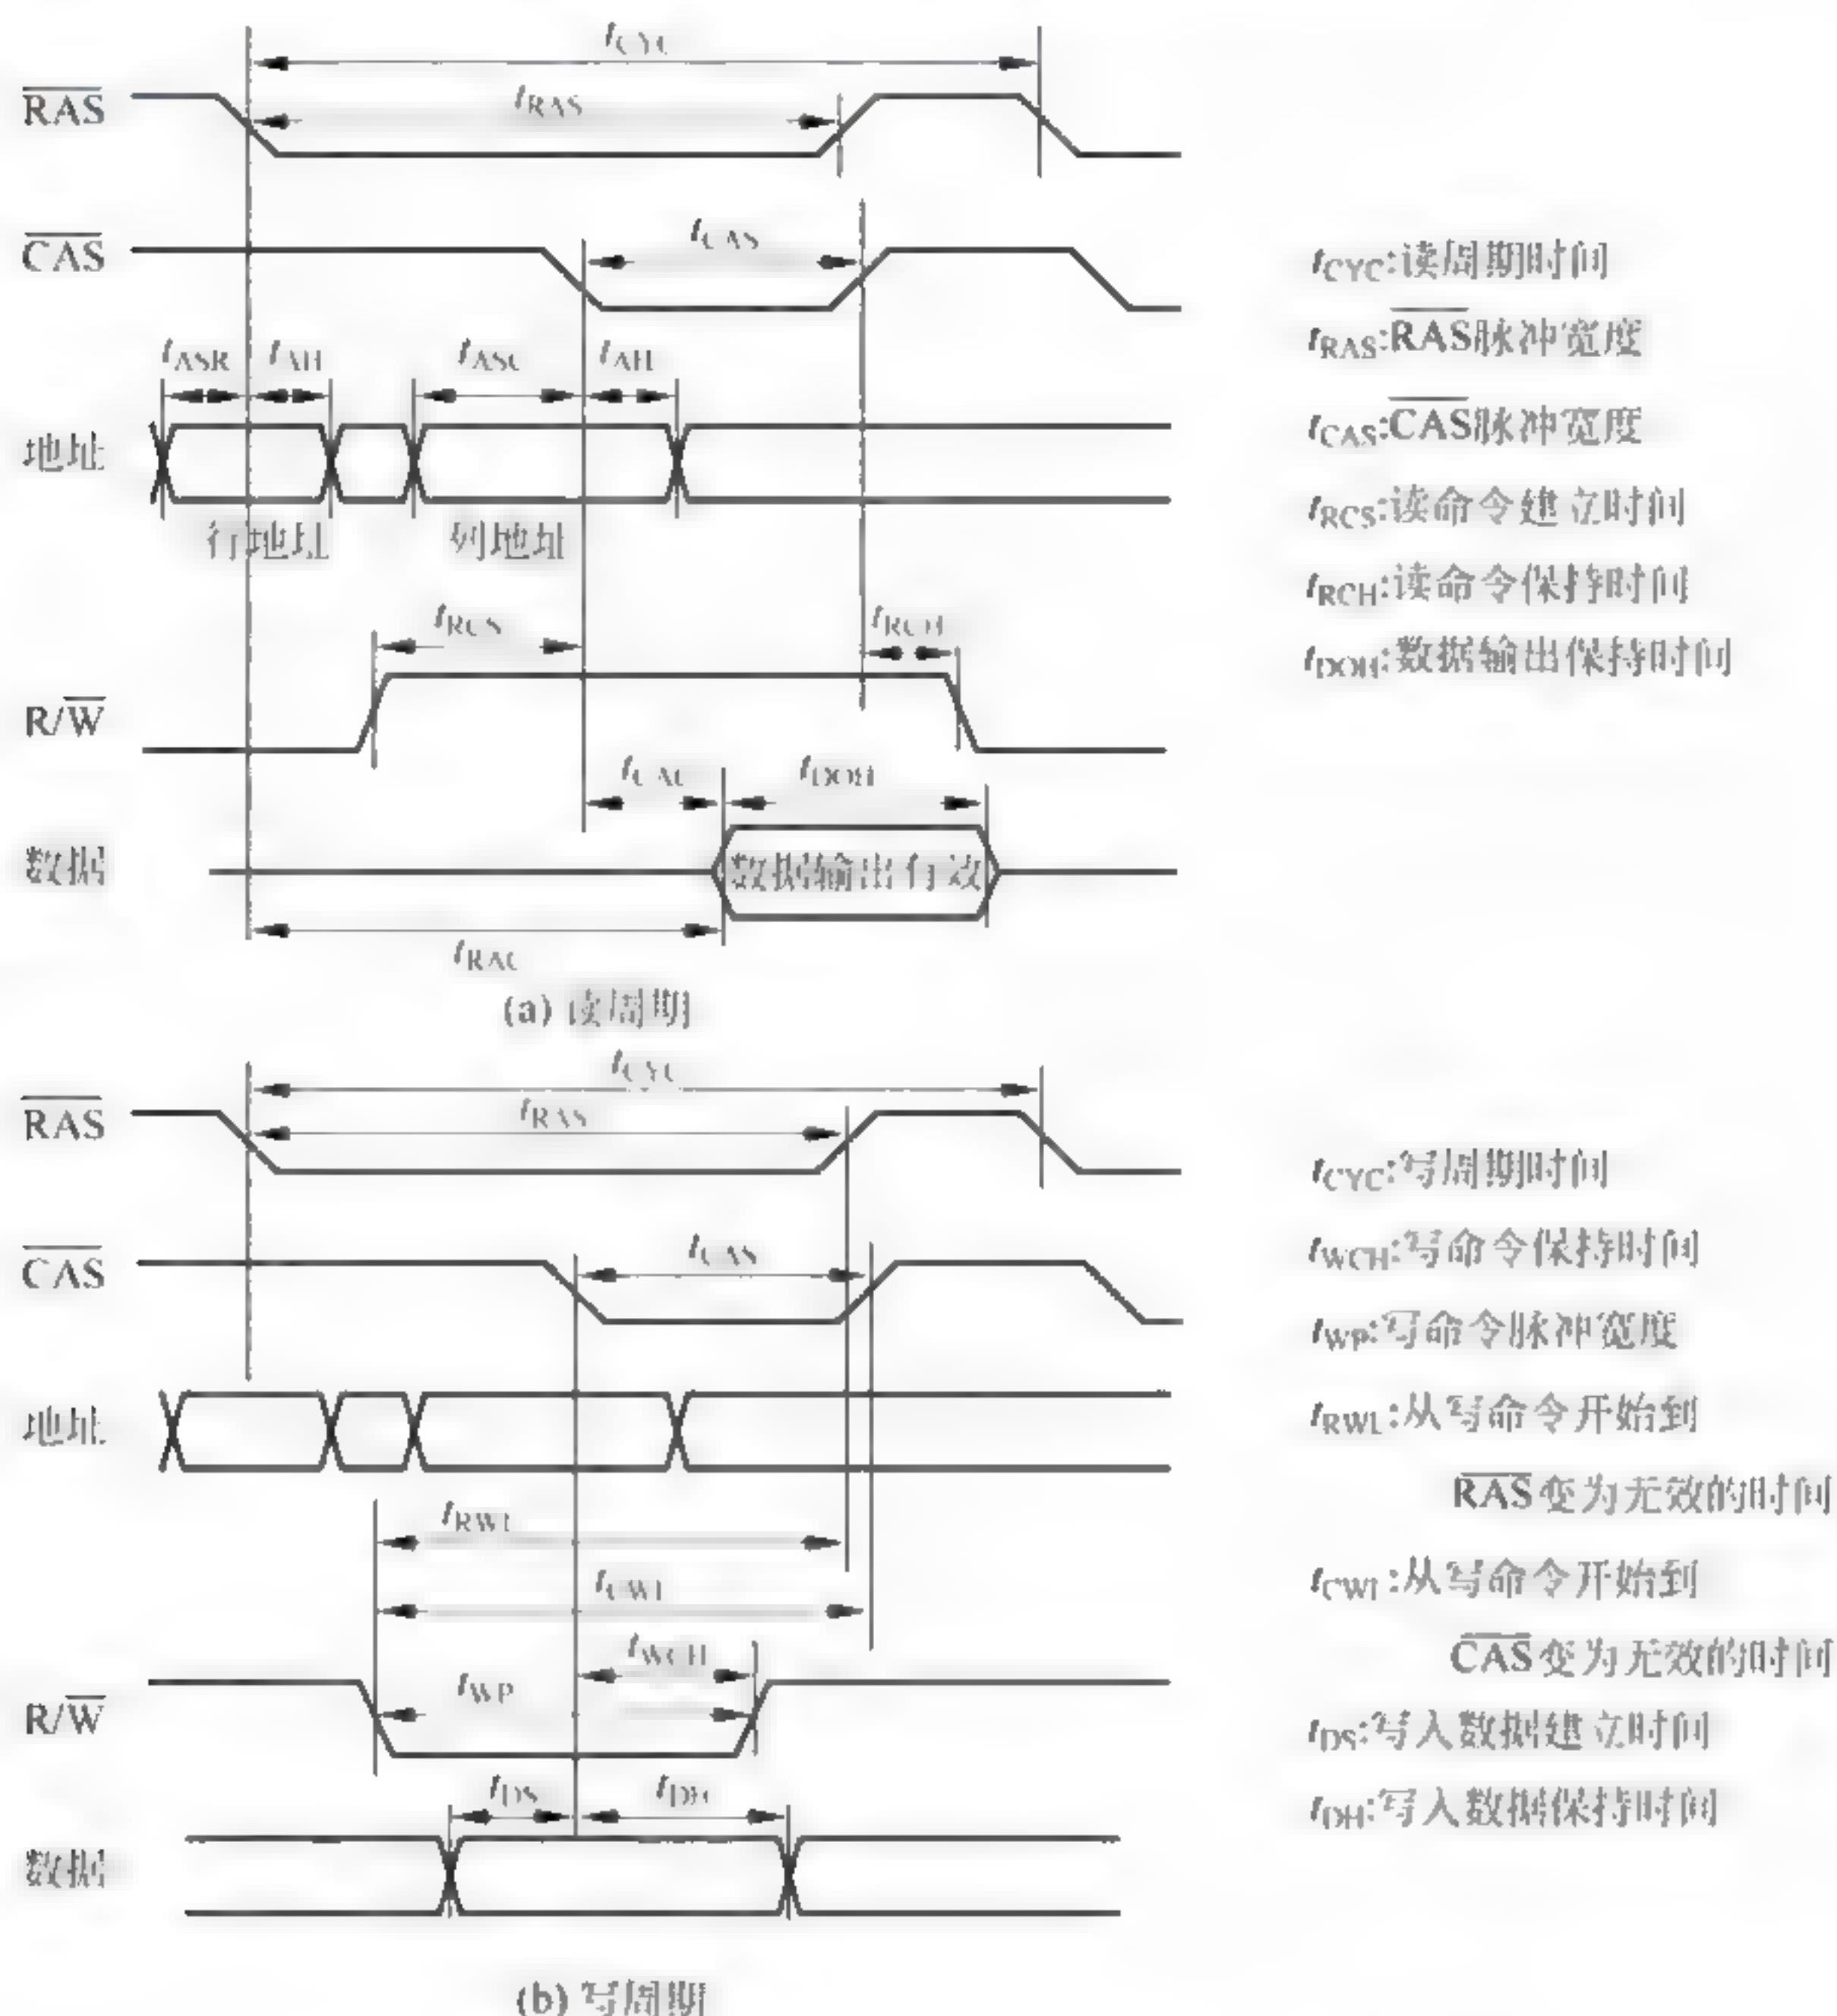 tCYC
tRAS
RAS
tCAS
CAS
tCYC:读周期时间
tRAS:RAS脉冲宽度
tASR tAH tASC tAH
tCAS:CAS脉冲宽度
地址
行地址 列地址
tRCS:读命令建立时间
tRCS tRCH
tRCH:读命令保持时间
tDOH:数据输出保持时间
R/W
tCAC tDOH
数据 数据输出有效
tRAC
(a) 读周期
tCYC
tRAS
RAS
tCYC:写周期时间
tCAS
CAS
tWCH:写命令保持时间
tWP:写命令脉冲宽度
地址
tRWL:从写命令开始到
RAS变为无效的时间
tRWL
tCWL
tCWL:从写命令开始到
CAS变为无效的时间
tWCH
tWP
R/W
tDS:写入数据建立时间
tDS tDH
tDH:写入数据保持时间
数据
(b) 写周期